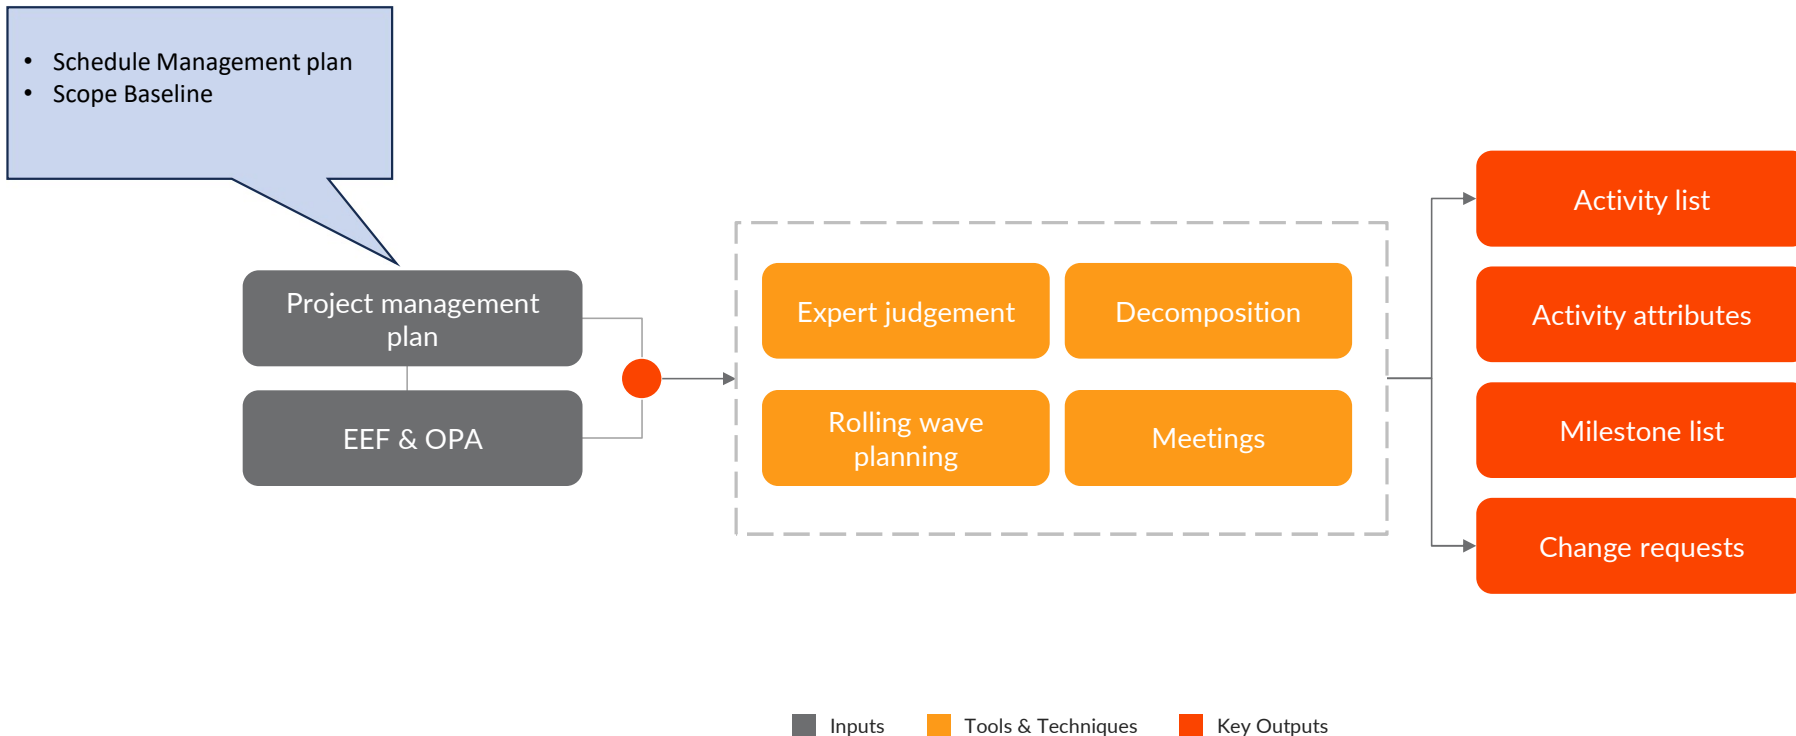 • Schedule Management plan
• Scope Baseline
Project management
plan
EEF & OPA
Expert judgement
Decomposition
Rolling wave
planning
Meetings
Activity list
Activity attributes
Milestone list
Change requests
Inputs
Tools & Techniques
Key Outputs